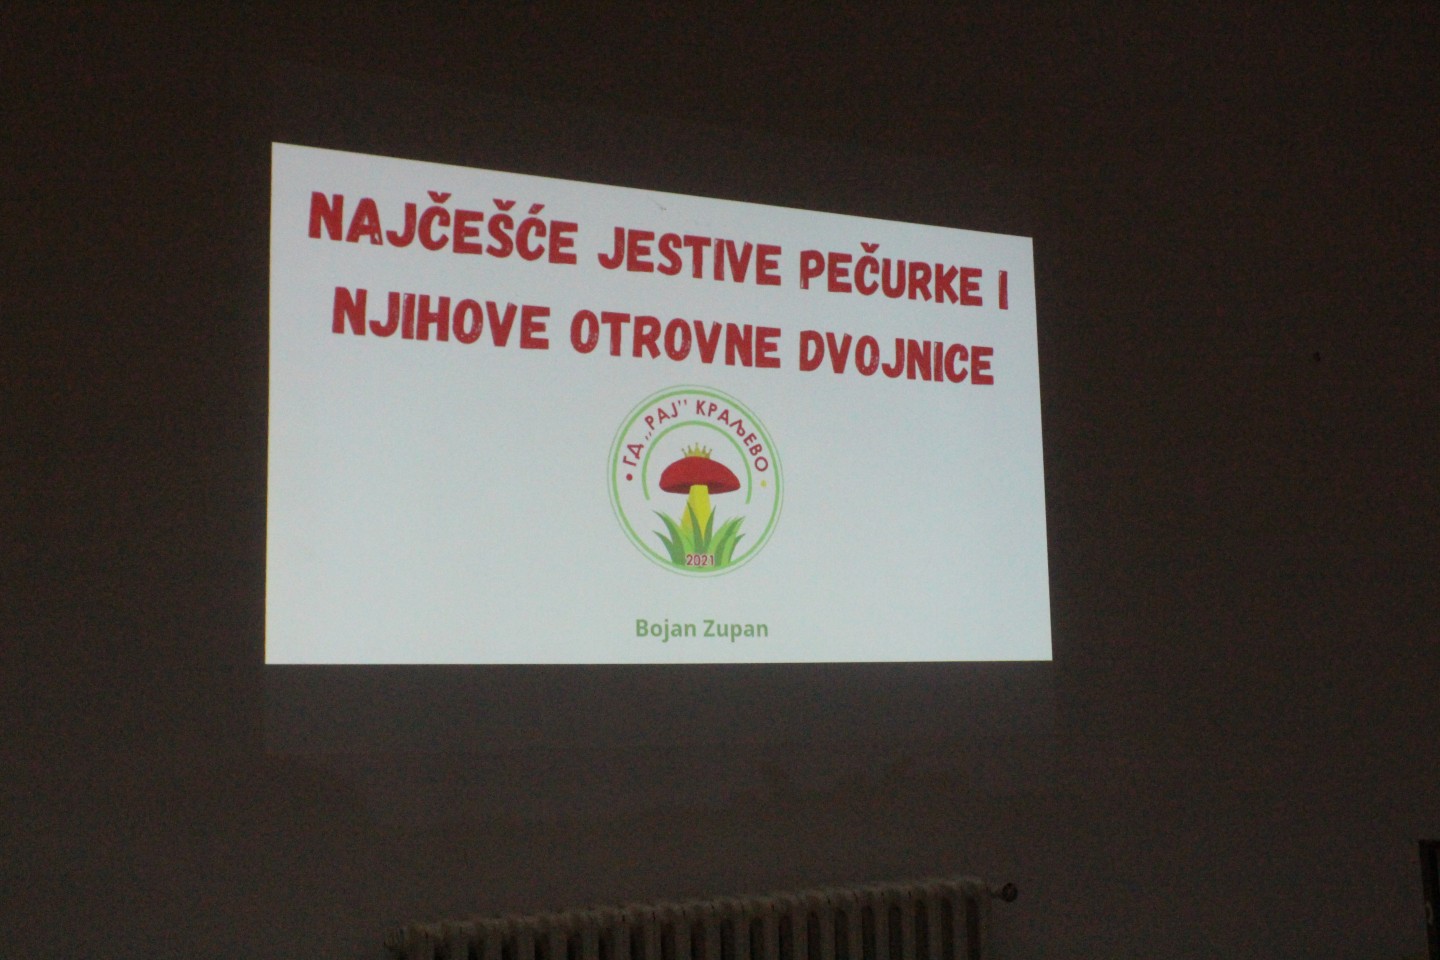 NAJČEŠĆE JESTIVE PEČURKE I
NJIHOVE OTROVNE DVOJNICE
ГД „РАЈ" КРАЉЕВО
2021
Bojan Zupan